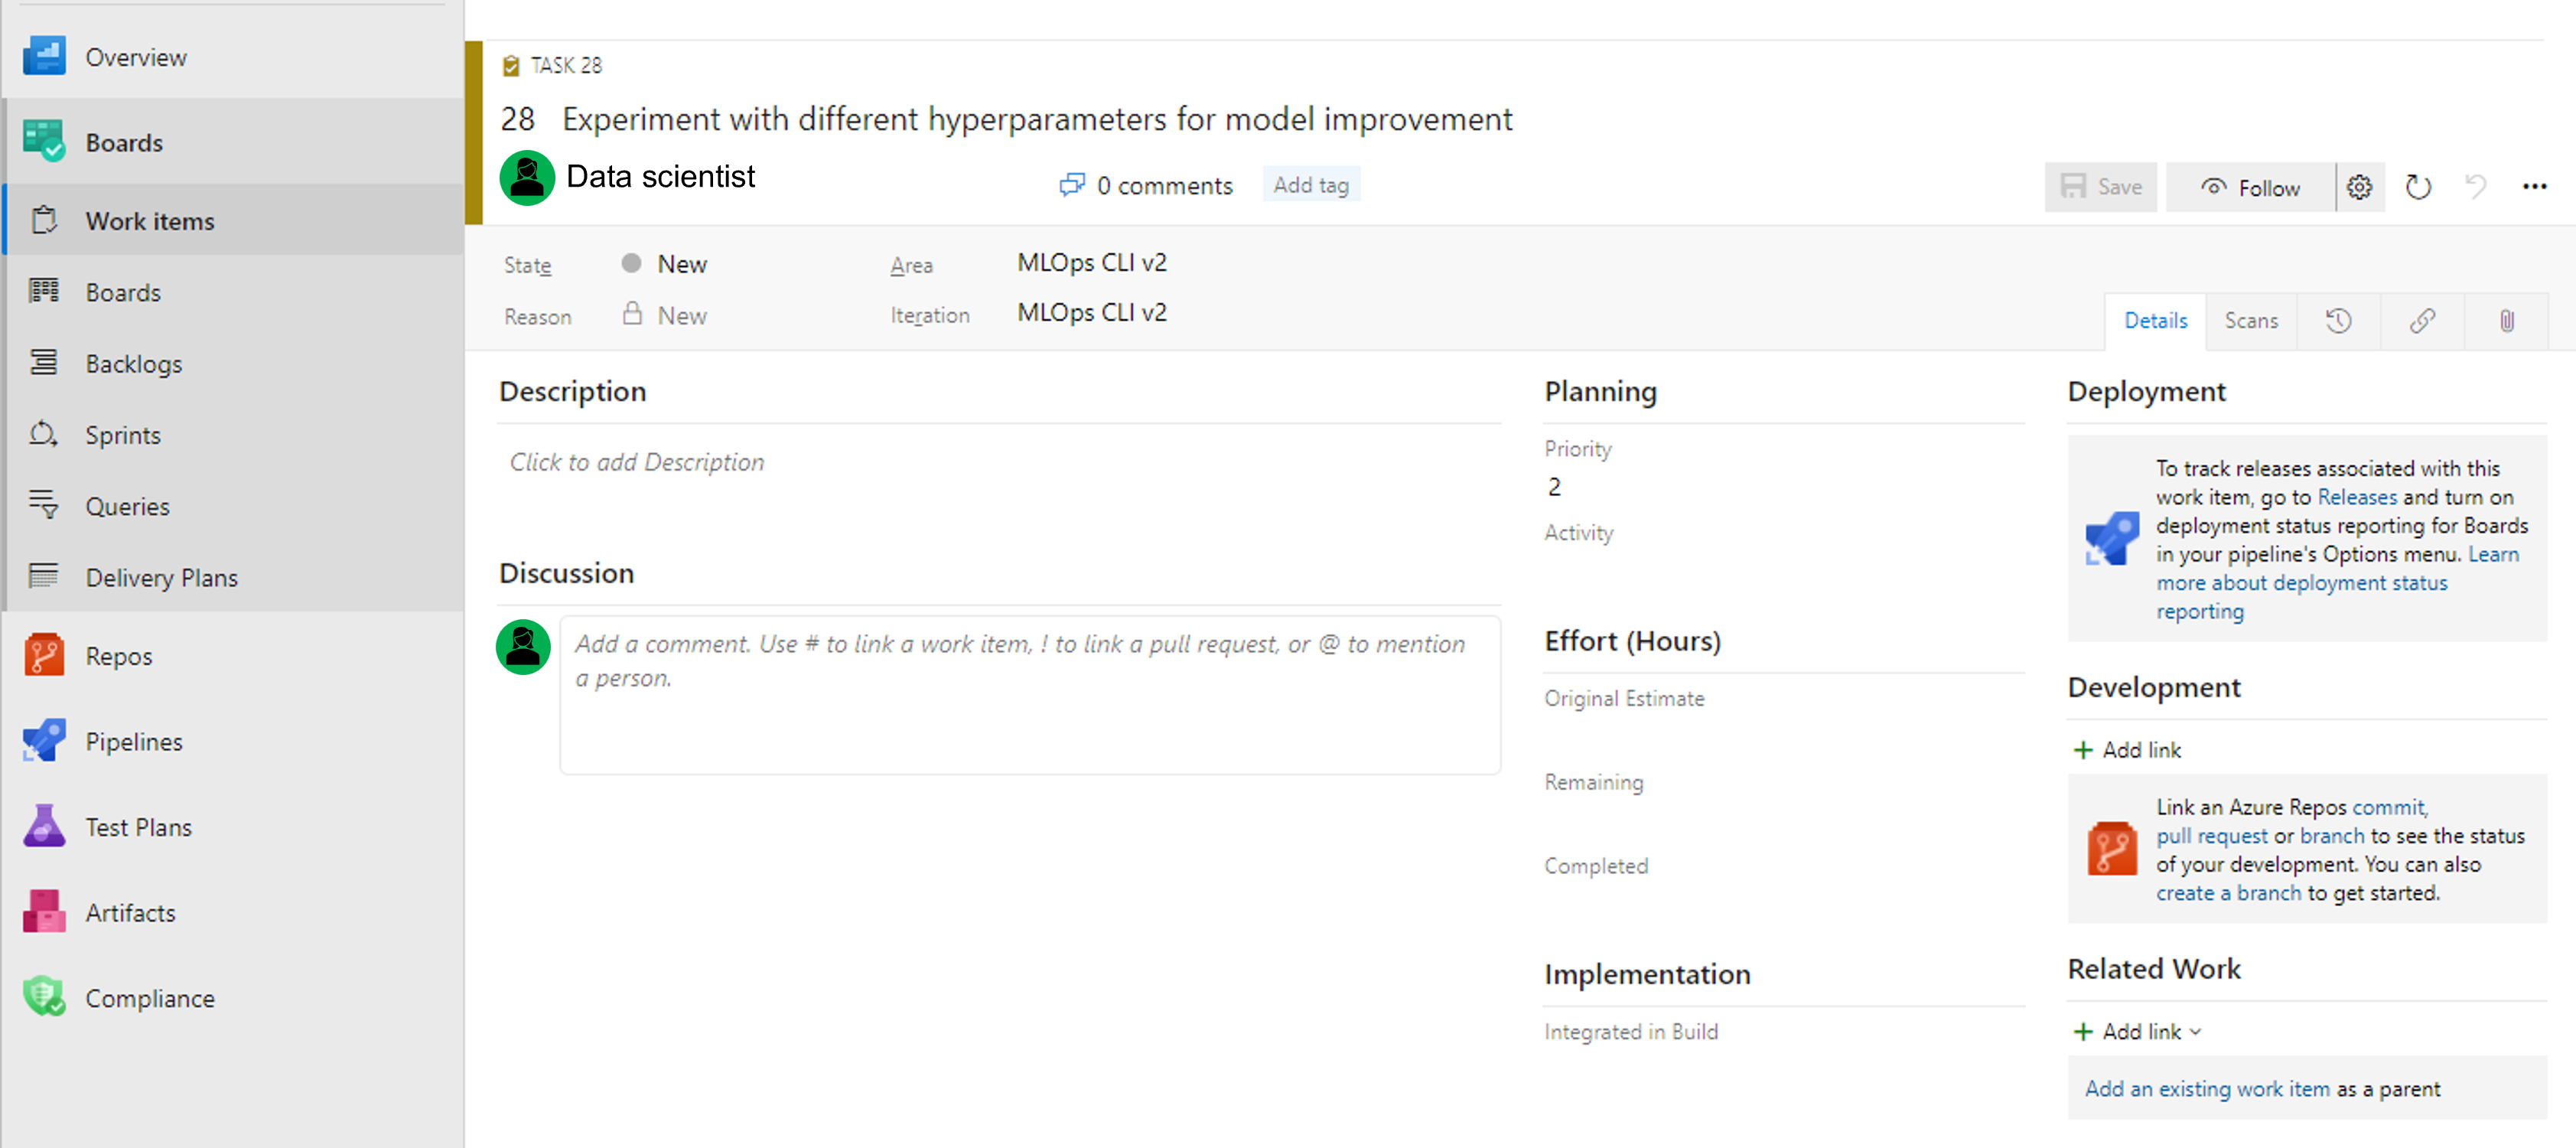 Overview
Boards
Work items
Boards
Backlogs
Sprints
Queries
Delivery Plans
Repos
Pipelines
Test Plans
Artifacts
Compliance
TASK 28
28 Experiment with different hyperparameters for model improvement
Data scientist
0 comments
Add tag
Save
Follow
State
New
Area
MLOps CLI v2
Reason
New
Iteration
MLOps CLI v2
Details
Scans
Description
Click to add Description
Discussion
Add a comment. Use # to link a work item, ! to link a pull request, or @ to mention
a person.
Planning
Priority
2
Activity
Effort (Hours)
Original Estimate
Remaining
Completed
Implementation
Integrated in Build
Deployment
To track releases associated with this
work item, go to Releases and turn on
deployment status reporting for Boards
in your pipeline's Options menu. Learn
more about deployment status
reporting
Development
Add link
Link an Azure Repos commit,
pull request or branch to see the status
of your development. You can also
create a branch to get started.
Related Work
Add link
Add an existing work item as a parent